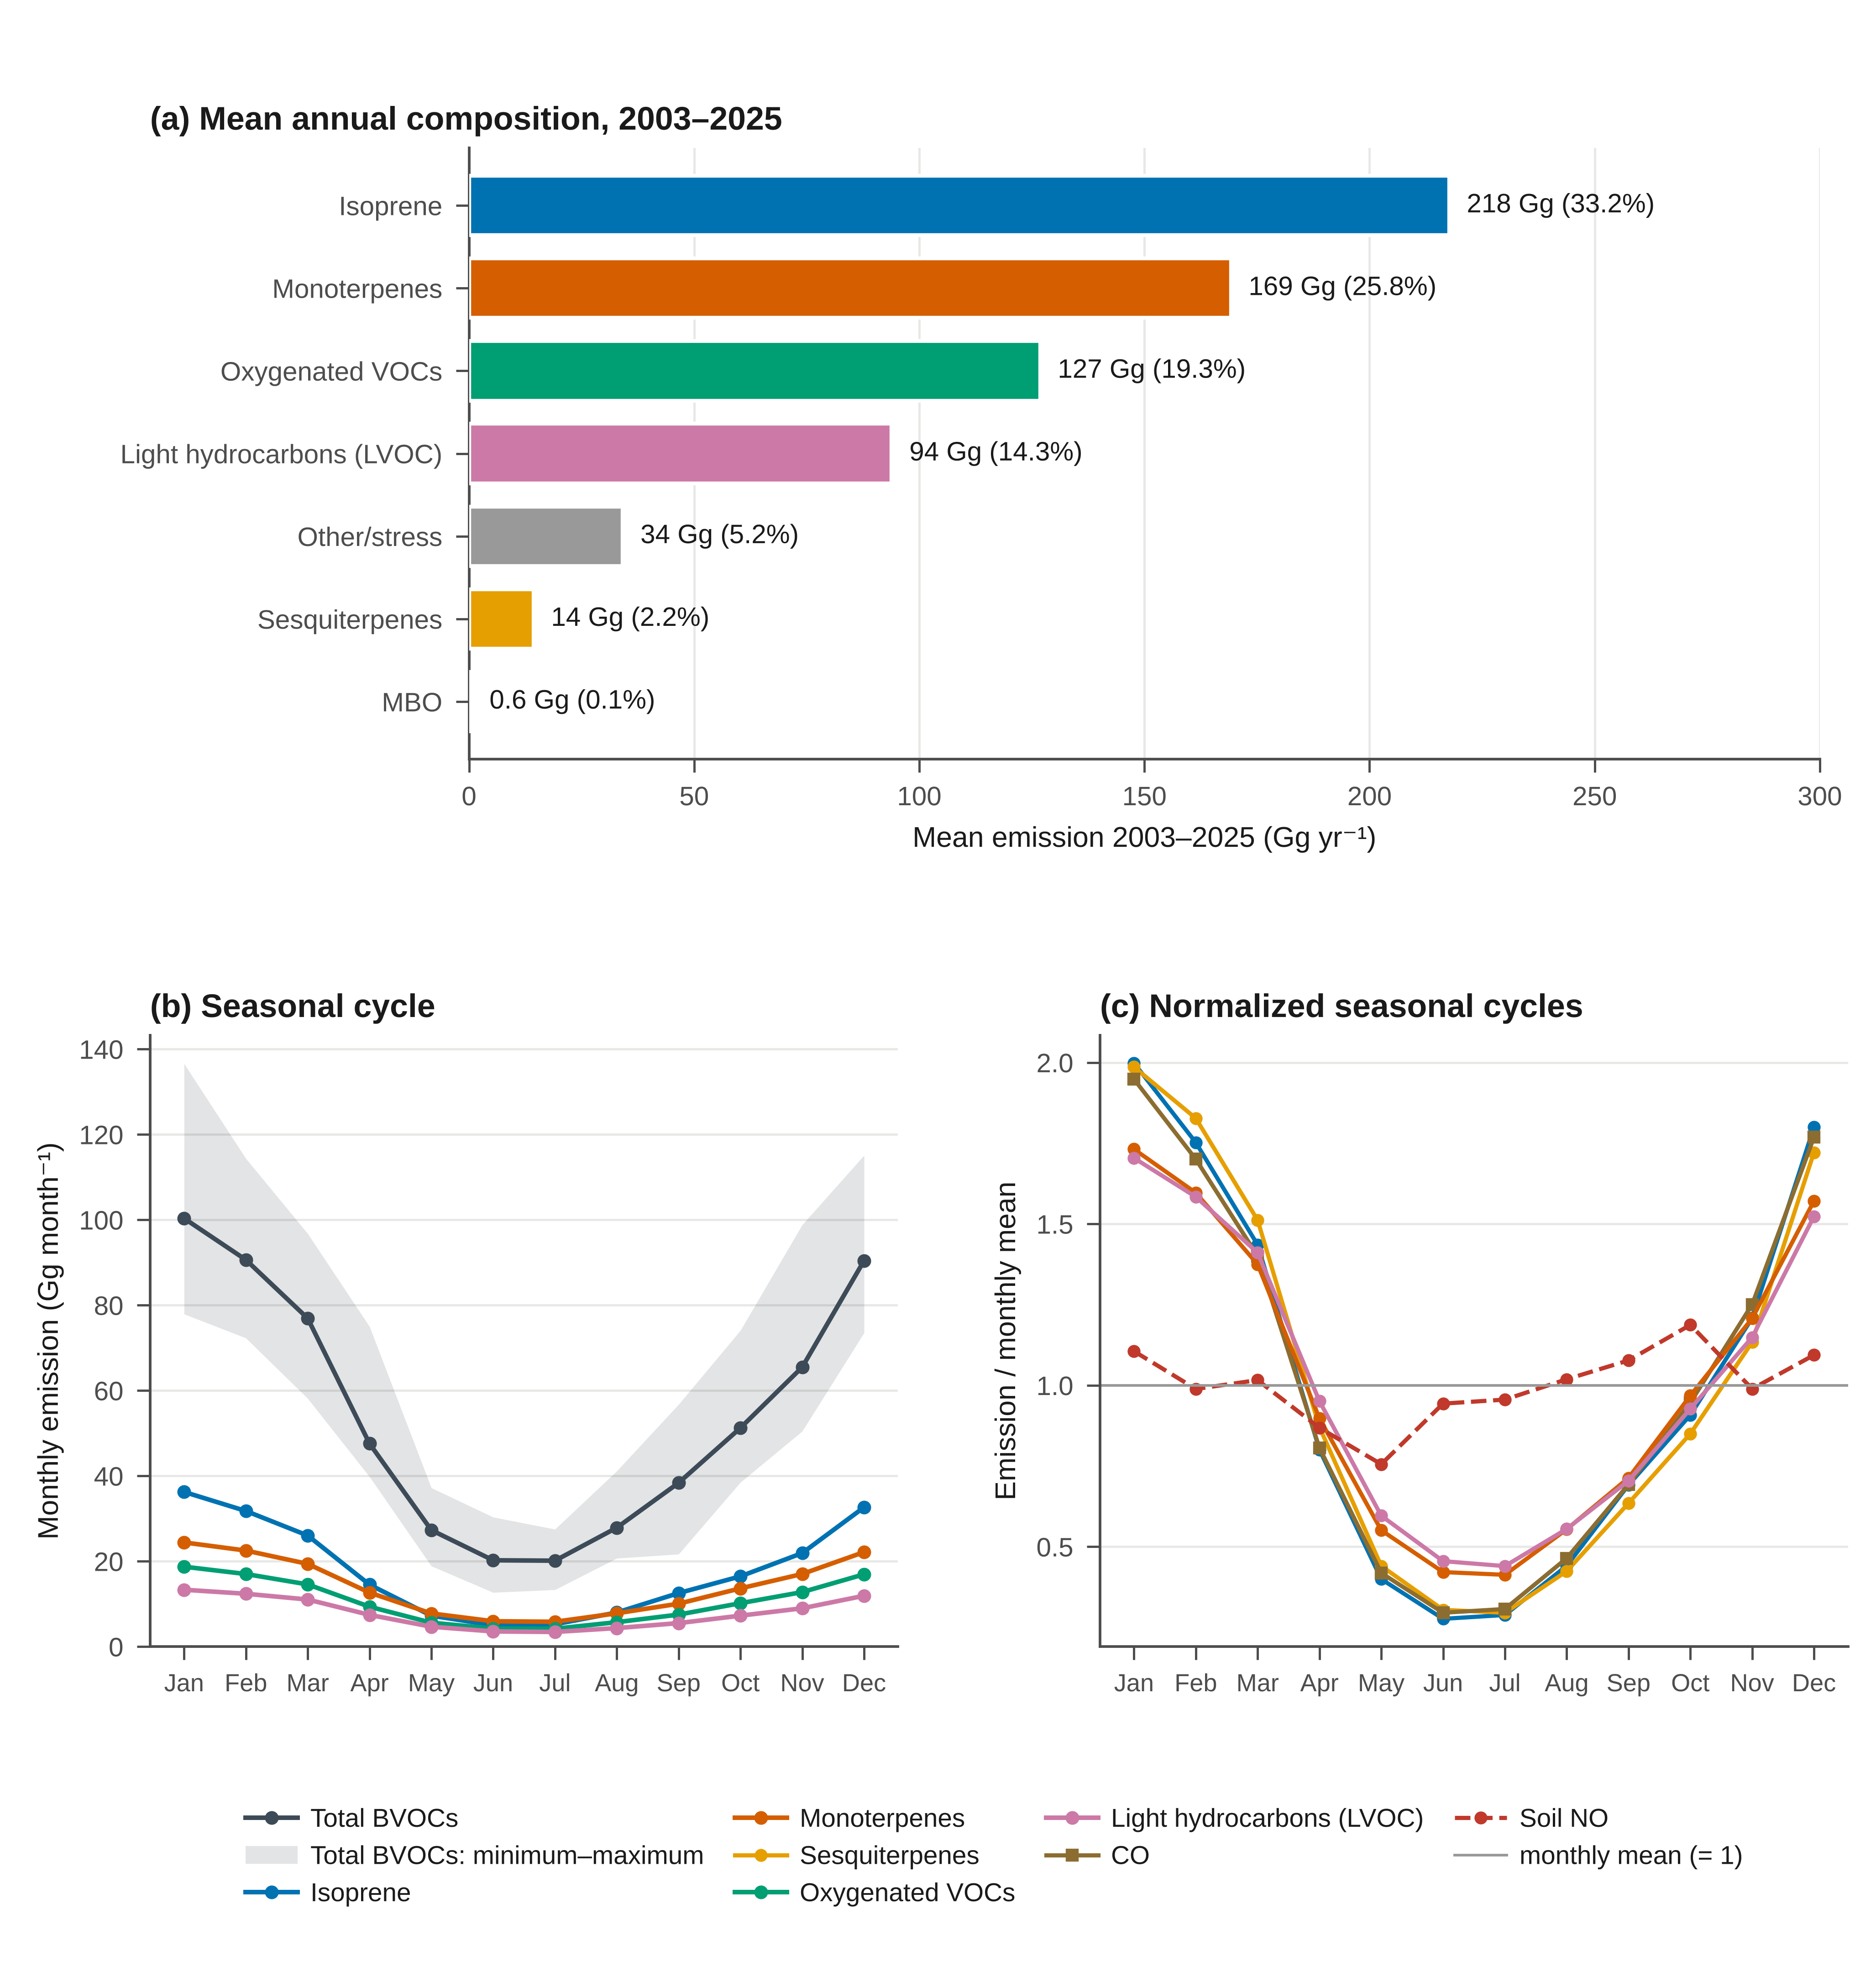 (a) Mean annual composition, 2003–2025
Isoprene
218 Gg (33.2%)
Monoterpenes
169 Gg (25.8%)
Oxygenated VOCs
127 Gg (19.3%)
Light hydrocarbons (LVOC)
94 Gg (14.3%)
Other/stress
34 Gg (5.2%)
Sesquiterpenes
14 Gg (2.2%)
MBO
0.6 Gg (0.1%)
0 50 100 150 200 250 300
Mean emission 2003–2025 (Gg yr⁻¹)
(b) Seasonal cycle
Monthly emission (Gg month⁻¹)
140
120
100
80
60
40
20
0
Jan Feb Mar Apr May Jun Jul Aug Sep Oct Nov Dec
(c) Normalized seasonal cycles
Emission / monthly mean
2.0
1.5
1.0
0.5
Jan Feb Mar Apr May Jun Jul Aug Sep Oct Nov Dec
Total BVOCs
Total BVOCs: minimum–maximum
Isoprene
Monoterpenes
Sesquiterpenes
Oxygenated VOCs
Light hydrocarbons (LVOC)
CO
Soil NO
monthly mean (= 1)